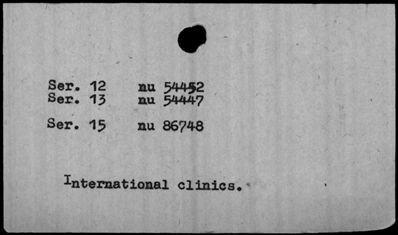 Ser. 12 nu 54452
Ser. 13 nu 54447
Ser. 15 nu 86748
International clinics.